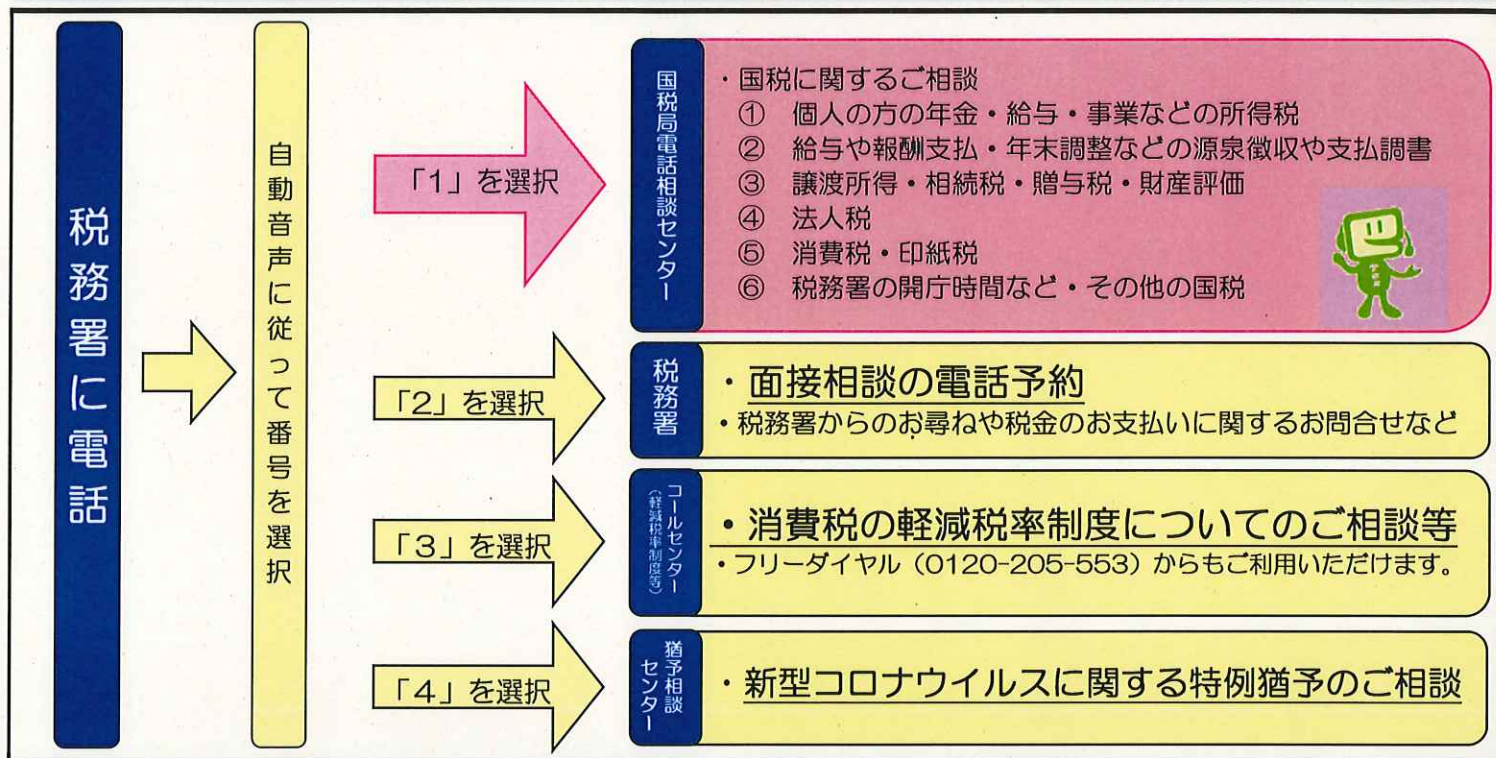 税務署に電話
自動音声に従って番号を選択
「1」を選択
国税局電話相談センター
・国税に関するご相談
① 個人の方の年金・給与・事業などの所得税
② 給与や報酬支払・年末調整などの源泉徴収や支払調書
③ 譲渡所得・相続税・贈与税・財産評価
④ 法人税
⑤ 消費税・印紙税
⑥ 税務署の開庁時間など・その他の国税
「2」を選択
税務署
・面接相談の電話予約
・税務署からのお尋ねや税金のお支払いに関するお問合せなど
「3」を選択
コールセンター
（軽減税率制度等）
・消費税の軽減税率制度についてのご相談等
・フリーダイヤル（0120-205-553）からもご利用いただけます。
「4」を選択
猶予相談
センター
・新型コロナウイルスに関する特例猶予のご相談